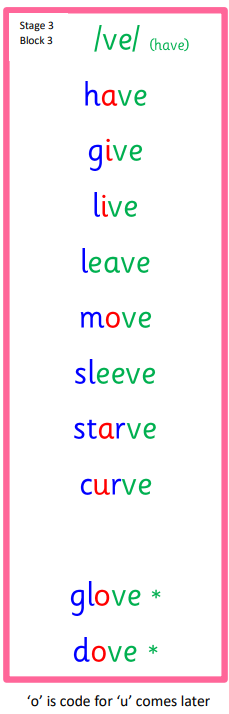 Stage 3
Block 3
/ve/ (have)
have
give
live
leave
move
sleeve
starve
curve
glove *
dove *
‘o’ is code for ‘u’ comes later